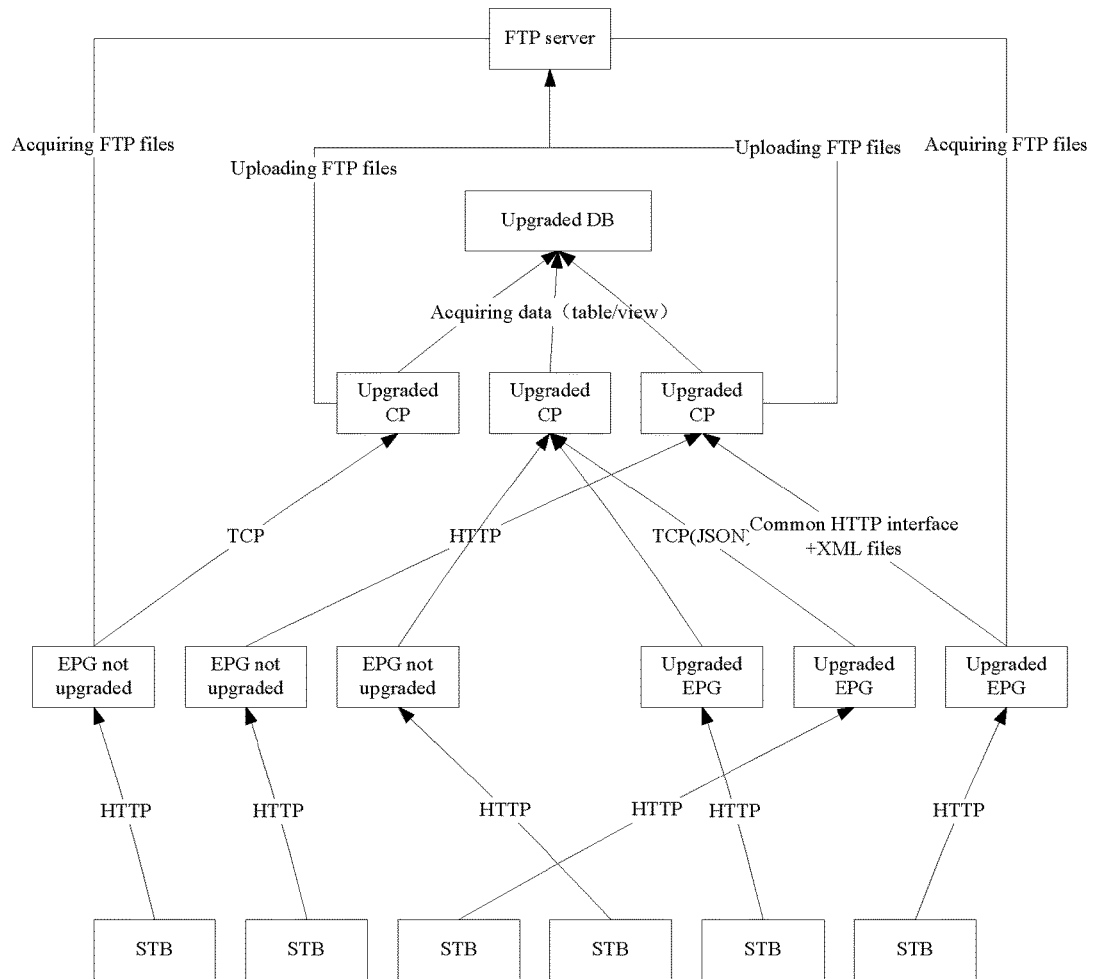 FTP server
Acquiring FTP files
Uploading FTP files
Uploading FTP files
Acquiring FTP files
Upgraded DB
Acquiring data（table/view）
Upgraded
CP
Upgraded
CP
Upgraded
CP
TCP
HTTP
TCP(JSON)
Common HTTP interface
+XML files
EPG not
upgraded
EPG not
upgraded
EPG not
upgraded
Upgraded
EPG
Upgraded
EPG
Upgraded
EPG
HTTP
HTTP
HTTP
HTTP
HTTP
HTTP
STB
STB
STB
STB
STB
STB